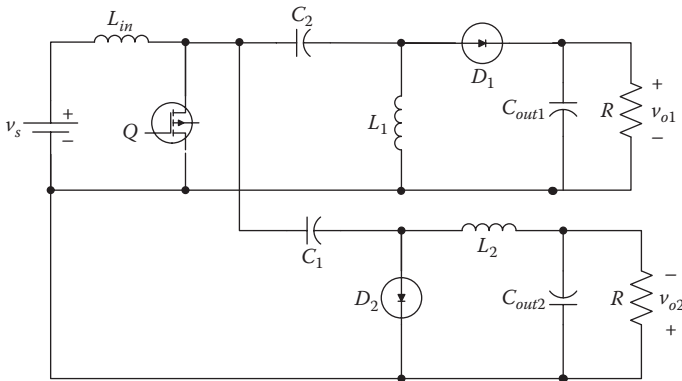 L_in
C_2
D_1
v_s
+
−
Q
L_1
C_out1
R
+
v_o1
−
C_1
L_2
D_2
C_out2
R
−
v_o2
+